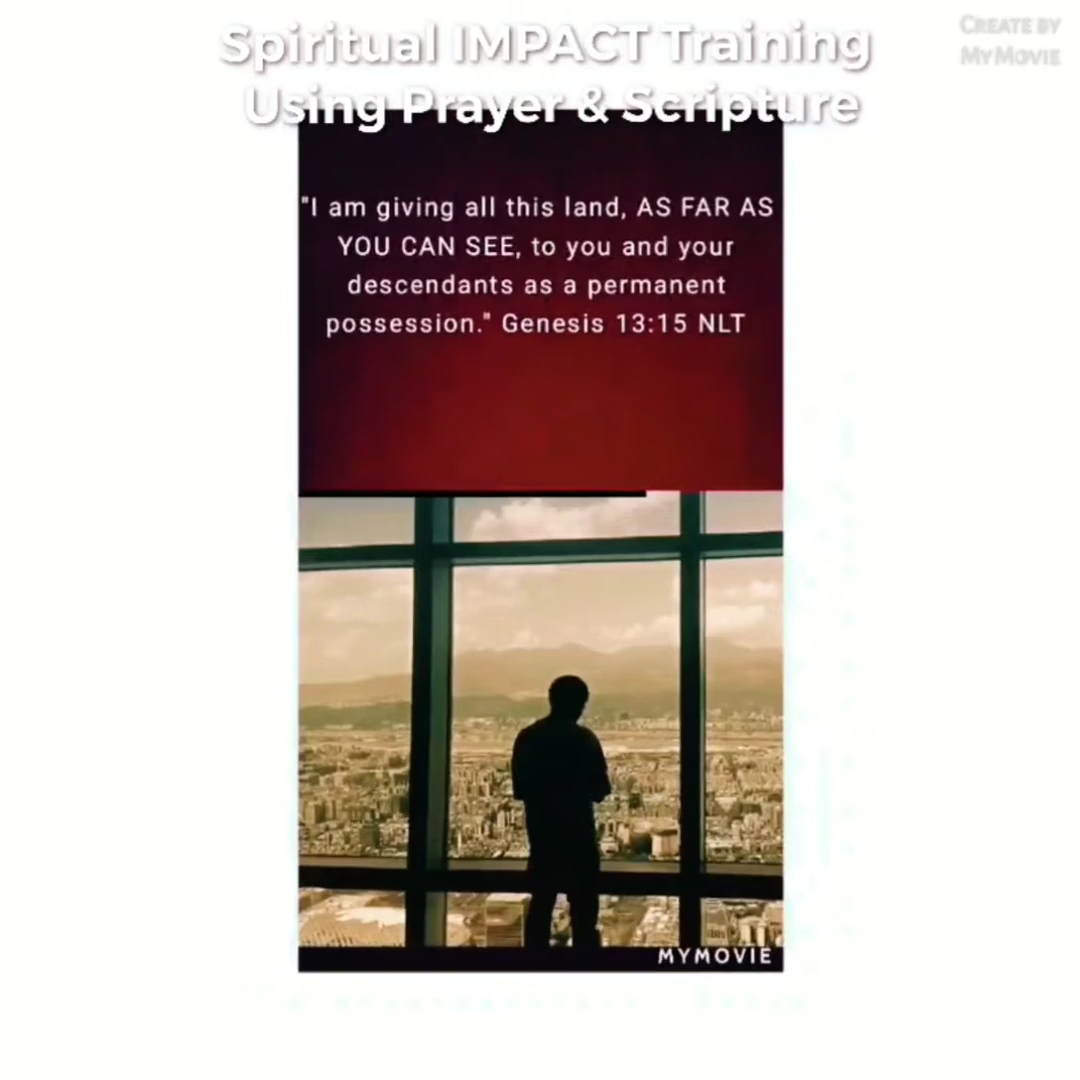 Spiritual IMPACT Training
Using Prayer & Scripture
CREATE BY
MYMOVIE
"I am giving all this land, AS FAR AS
YOU CAN SEE, to you and your
descendants as a permanent
possession." Genesis 13:15 NLT
MYMOVIE